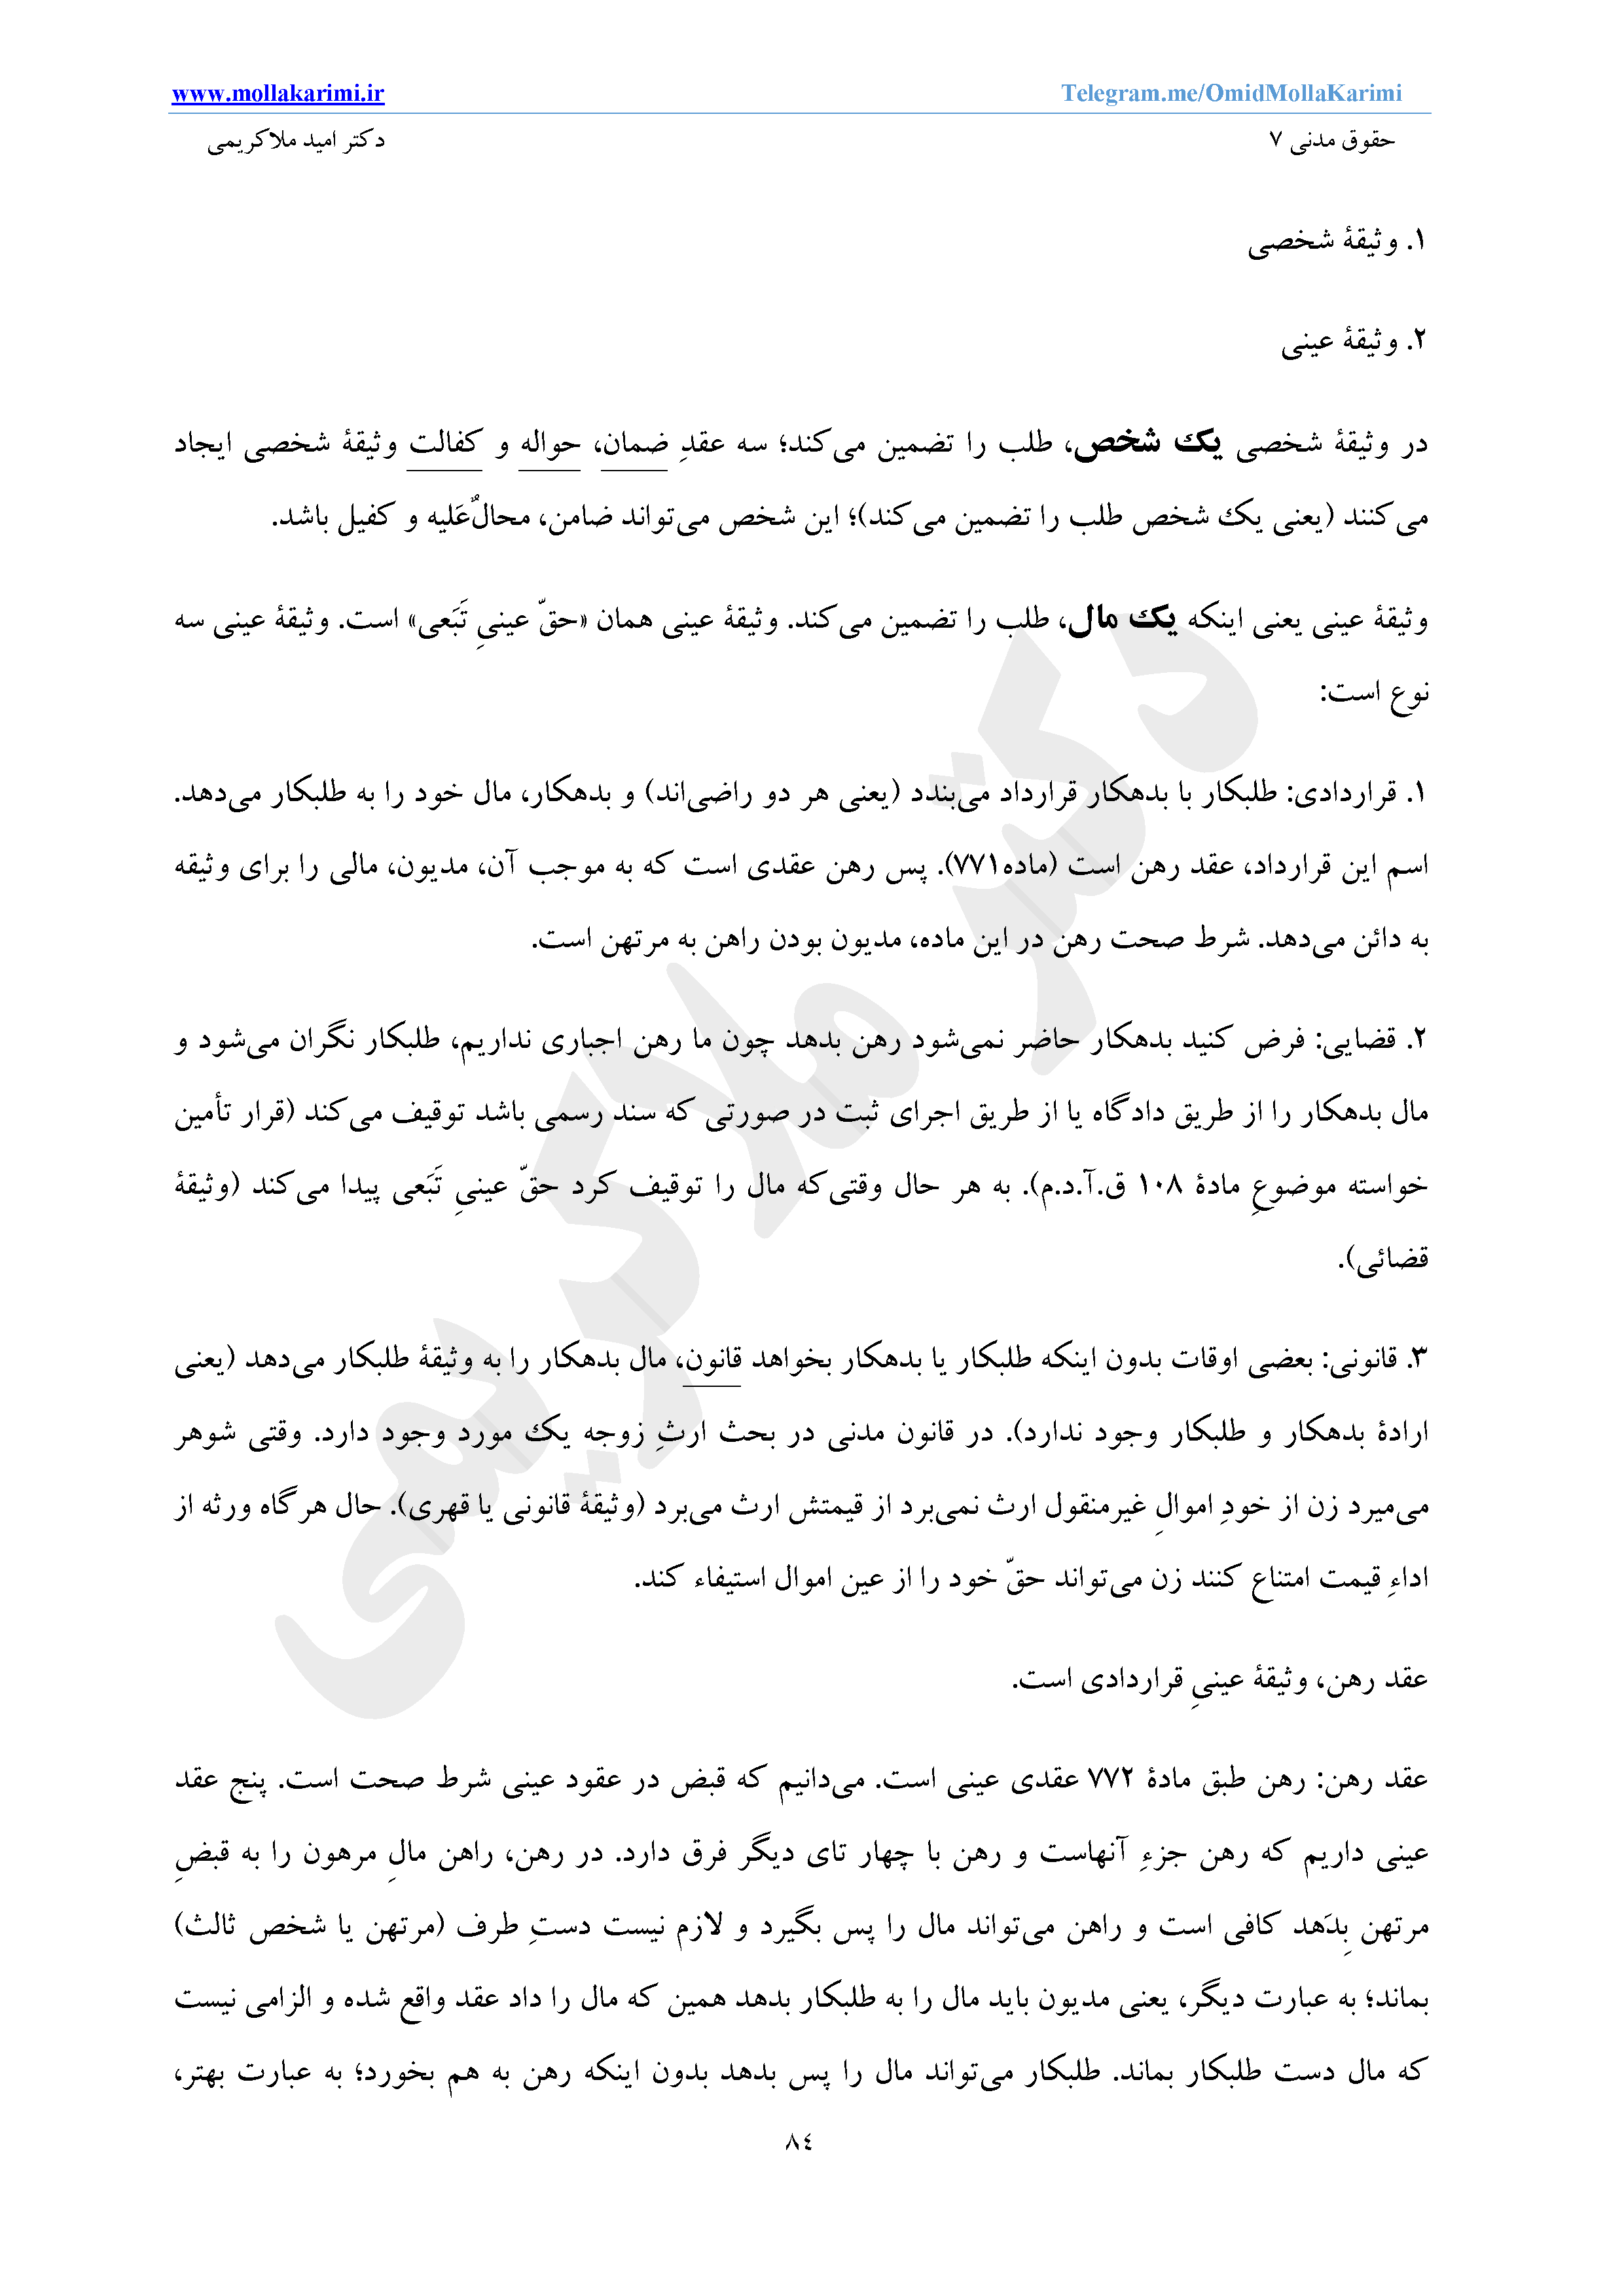 Telegram.me/OmidMollaKarimi www.mollakarimi.ir
حقوق مدنی ۷ دکتر امید ملاکریمی
۱. وثیقهٔ شخصی
۲. وثیقهٔ عینی
در وثیقهٔ شخصی یک شخص، طلب را تضمین می‌کند؛ سه عقدِ ضمان، حواله و کفالت وثیقهٔ شخصی ایجاد
می‌کنند (یعنی یک شخص طلب را تضمین می‌کند)؛ این شخص می‌تواند ضامن، محالٌ‌عَلیه و کفیل باشد.
وثیقهٔ عینی یعنی اینکه یک مال، طلب را تضمین می‌کند. وثیقهٔ عینی همان «حقّ عینیِ تَبَعی» است. وثیقهٔ عینی سه
نوع است:
۱. قراردادی: طلبکار با بدهکار قرارداد می‌بندد (یعنی هر دو راضی‌اند) و بدهکار، مال خود را به طلبکار می‌دهد.
اسم این قرارداد، عقد رهن است (ماده۷۷۱). پس رهن عقدی است که به موجب آن، مدیون، مالی را برای وثیقه
به دائن می‌دهد. شرط صحت رهن در این ماده، مدیون بودن راهن به مرتهن است.
۲. قضایی: فرض کنید بدهکار حاضر نمی‌شود رهن بدهد چون ما رهن اجباری نداریم، طلبکار نگران می‌شود و
مال بدهکار را از طریق دادگاه یا از طریق اجرای ثبت در صورتی که سند رسمی باشد توقیف می‌کند (قرار تأمین
خواسته موضوعِ مادهٔ ۱۰۸ ق.آ.د.م). به هر حال وقتی‌که مال را توقیف کرد حقّ عینیِ تَبَعی پیدا می‌کند (وثیقهٔ
قضائی).
۳. قانونی: بعضی اوقات بدون اینکه طلبکار یا بدهکار بخواهد قانون، مال بدهکار را به وثیقهٔ طلبکار می‌دهد (یعنی
ارادهٔ بدهکار و طلبکار وجود ندارد). در قانون مدنی در بحث ارثِ زوجه یک مورد وجود دارد. وقتی شوهر
می‌میرد زن از خودِ اموالِ غیرمنقول ارث نمی‌برد از قیمتش ارث می‌برد (وثیقهٔ قانونی یا قهری). حال هرگاه ورثه از
اداءِ قیمت امتناع کنند زن می‌تواند حقّ خود را از عین اموال استیفاء کند.
عقد رهن، وثیقهٔ عینیِ قراردادی است.
عقد رهن: رهن طبق مادهٔ ۷۷۲ عقدی عینی است. می‌دانیم که قبض در عقود عینی شرط صحت است. پنج عقد
عینی داریم که رهن جزءِ آنهاست و رهن با چهار تای دیگر فرق دارد. در رهن، راهن مالِ مرهون را به قبضِ
مرتهن بِدَهد کافی است و راهن می‌تواند مال را پس بگیرد و لازم نیست دستِ طرف (مرتهن یا شخص ثالث)
بماند؛ به عبارت دیگر، یعنی مدیون باید مال را به طلبکار بدهد همین که مال را داد عقد واقع شده و الزامی نیست
که مال دست طلبکار بماند. طلبکار می‌تواند مال را پس بدهد بدون اینکه رهن به هم بخورد؛ به عبارت بهتر،
٨٤
دکتر ملاکریمی